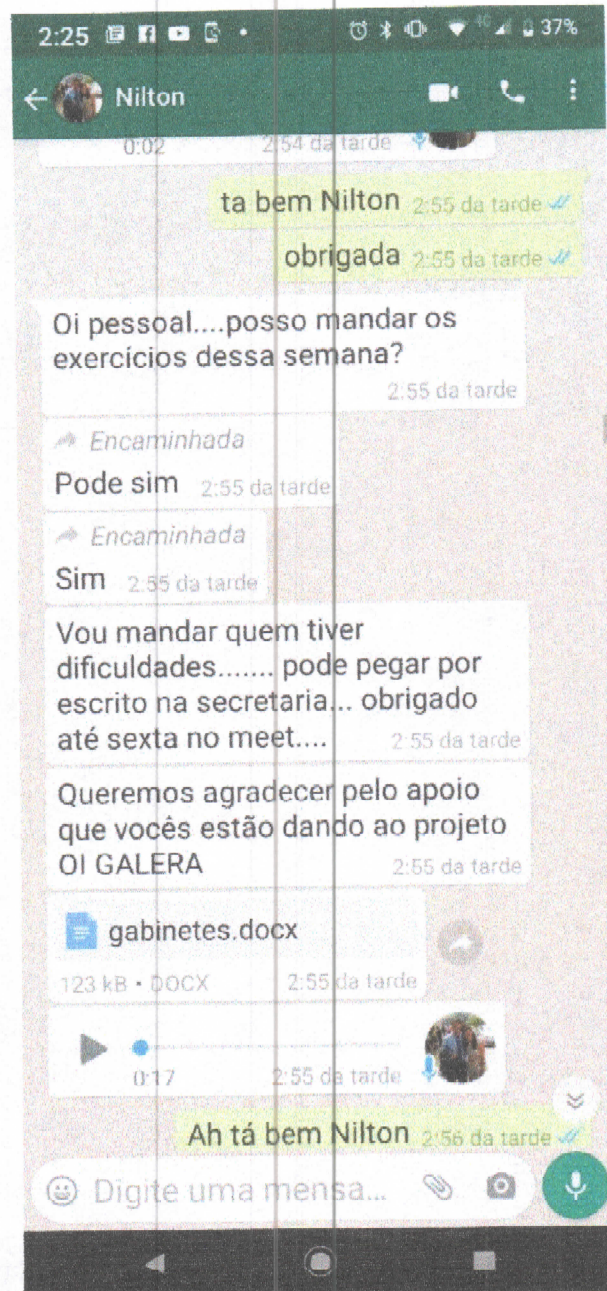 2:25 4G 37%
Nilton
0:02 2:54 da tarde
ta bem Nilton 2:55 da tarde
obrigada 2:55 da tarde
Oi pessoal....posso mandar os
exercícios dessa semana?
2:55 da tarde
Encaminhada
Pode sim 2:55 da tarde
Encaminhada
Sim 2:55 da tarde
Vou mandar quem tiver
dificuldades....... pode pegar por
escrito na secretaria... obrigado
até sexta no meet.... 2:55 da tarde
Queremos agradecer pelo apoio
que vocês estão dando ao projeto
OI GALERA 2:55 da tarde
gabinetes.docx
123 kB • DOCX 2:55 da tarde
0:17 2:55 da tarde
Ah tá bem Nilton 2:56 da tarde
Digite uma mensa...